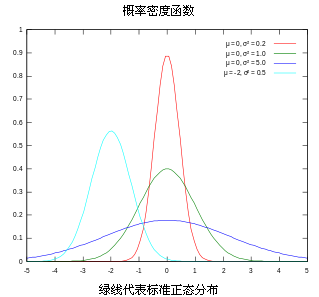 概率密度函数
μ = 0, σ² = 0.2
μ = 0, σ² = 1.0
μ = 0, σ² = 5.0
μ = -2, σ² = 0.5
1
0.9
0.8
0.7
0.6
0.5
0.4
0.3
0.2
0.1
0
-5 -4 -3 -2 -1 0 1 2 3 4 5
绿线代表标准正态分布